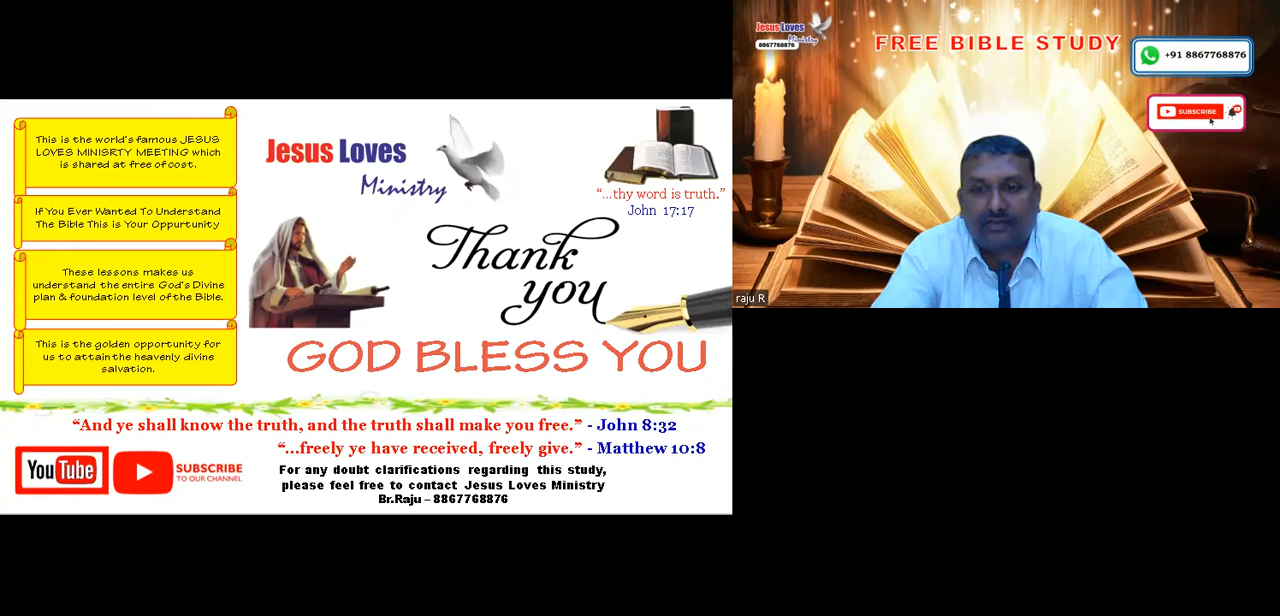 This is the world's famous JESUS
LOVES MINISRTY MEETING which
is shared at free of cost.
If You Ever Wanted To Understand
The Bible This is Your Oppurtunity
These lessons makes us
understand the entire God's Divine
plan & foundation level of the Bible.
This is the golden opportunity for
us to attain the heavenly divine
salvation.
Jesus Loves
Ministry
"...thy word is truth."
John 17:17
Thank
you
GOD BLESS YOU
"And ye shall know the truth, and the truth shall make you free." - John 8:32
"...freely ye have received, freely give." - Matthew 10:8
YouTube
SUBSCRIBE
TO OUR CHANNEL
For any doubt clarifications regarding this study,
please feel free to contact Jesus Loves Ministry
Br.Raju – 8867768876
Jesus Loves
Ministry
8867768876
FREE BIBLE STUDY
+91 8867768876
SUBSCRIBE
raju R